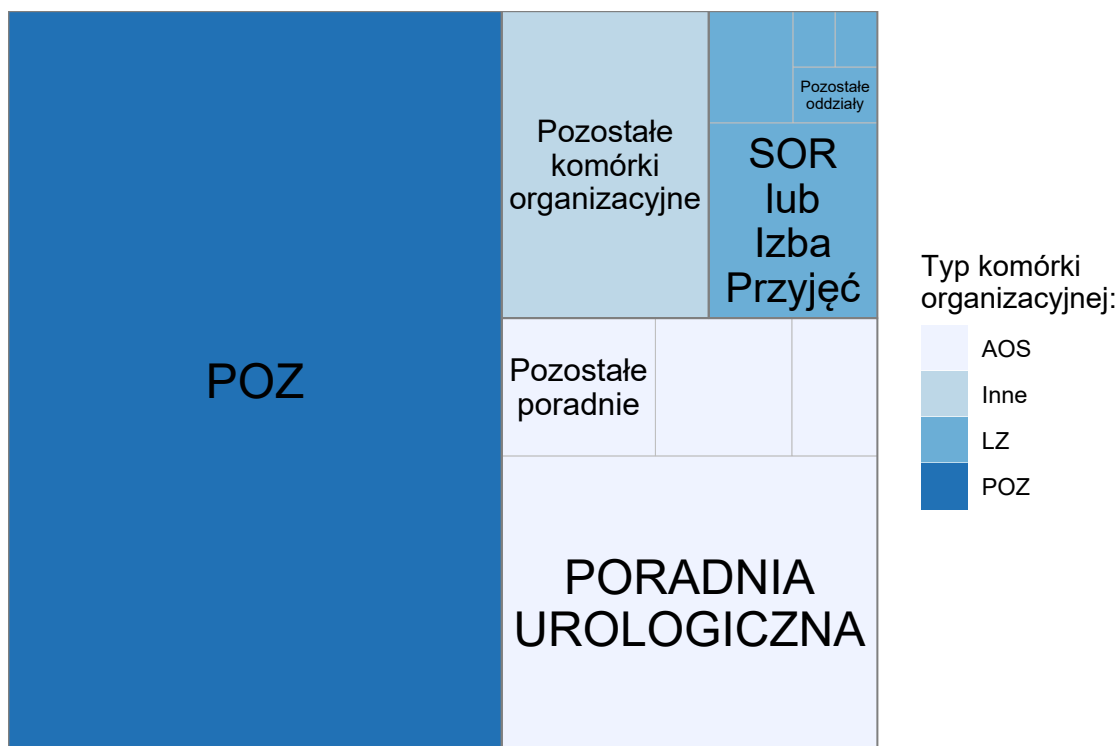 POZ
Pozostałe
komórki
organizacyjne
Pozostałe
oddziały
SOR
lub
Izba
Przyjęć
Pozostałe
poradnie
PORADNIA
UROLOGICZNA
Typ komórki
organizacyjnej:
AOS
Inne
LZ
POZ